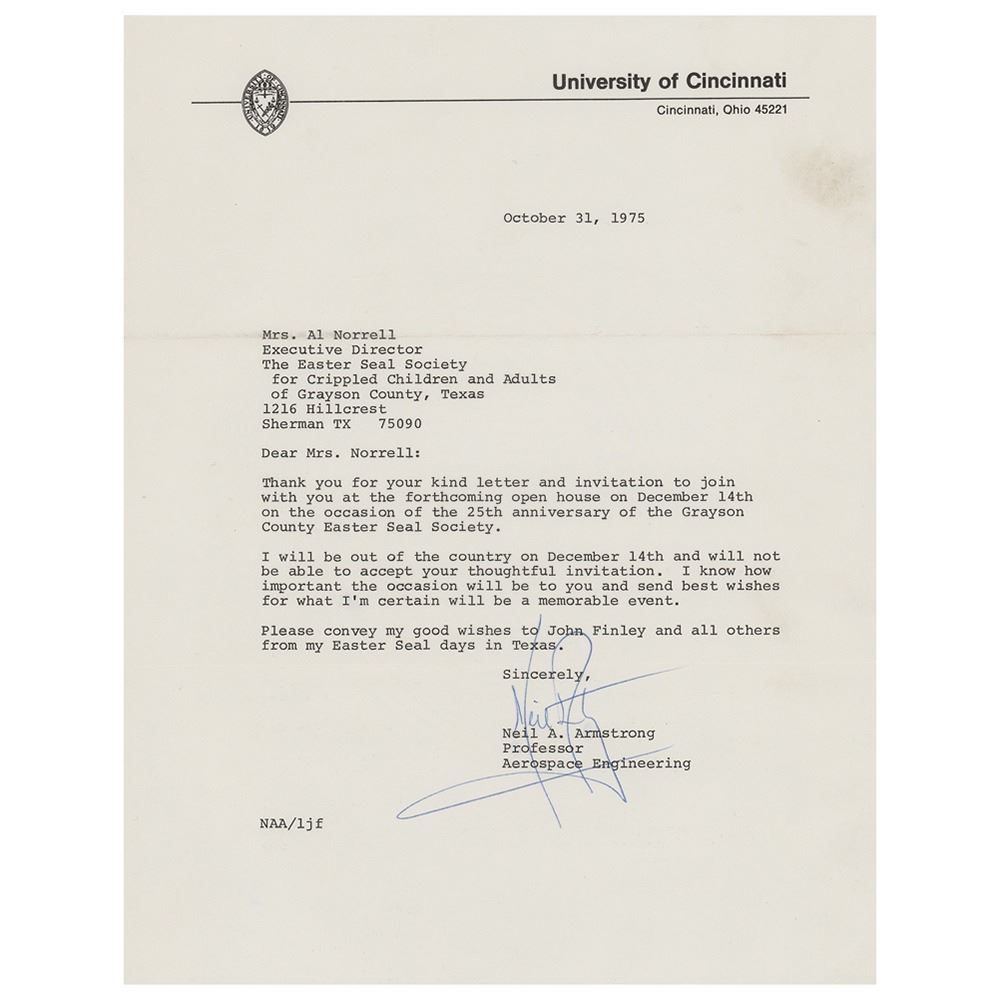 University of Cincinnati
Cincinnati, Ohio 45221
October 31, 1975
Mrs. Al Norrell
Executive Director
The Easter Seal Society
for Crippled Children and Adults
of Grayson County, Texas
1216 Hillcrest
Sherman TX 75090
Dear Mrs. Norrell:
Thank you for your kind letter and invitation to join
with you at the forthcoming open house on December 14th
on the occasion of the 25th anniversary of the Grayson
County Easter Seal Society.
I will be out of the country on December 14th and will not
be able to accept your thoughtful invitation. I know how
important the occasion will be to you and send best wishes
for what I'm certain will be a memorable event.
Please convey my good wishes to John Finley and all others
from my Easter Seal days in Texas.
Sincerely,
Neil
Neil A. Armstrong
Professor
Aerospace Engineering
NAA/ljf